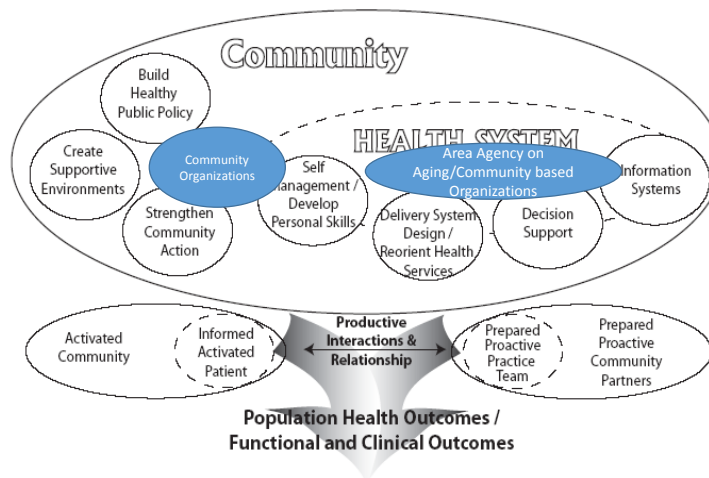 Community
Build
Healthy
Public Policy
HEALTH SYSTEM
Create
Supportive
Environments
Community
Organizations
Area Agency on
Aging/Community based
Organizations
Information
Systems
Self
Management /
Develop
Personal Skills
Strengthen
Community
Action
Delivery System
Design /
Reorient Health
Services
Decision
Support
Activated
Community
Informed
Activated
Patient
Productive
Interactions &
Relationship
Prepared
Proactive
Practice
Team
Prepared
Proactive
Community
Partners
Population Health Outcomes /
Functional and Clinical Outcomes